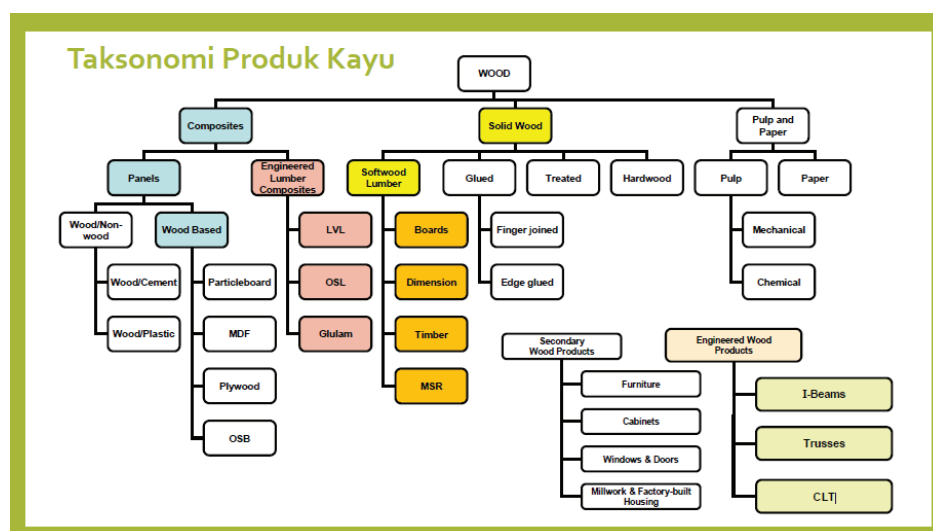 Taksonomi Produk Kayu
WOOD
Composites
Solid Wood
Pulp and
Paper
Panels
Engineered
Lumber
Composites
Softwood
Lumber
Glued
Treated
Hardwood
Pulp
Paper
Wood/Non-
wood
Wood Based
LVL
Boards
Finger joined
Mechanical
Wood/Cement
Particleboard
OSL
Dimension
Edge glued
Chemical
Wood/Plastic
MDF
Glulam
Timber
Plywood
MSR
OSB
Secondary
Wood Products
Furniture
Cabinets
Windows & Doors
Millwork & Factory-built
Housing
Engineered Wood
Products
I-Beams
Trusses
CLT